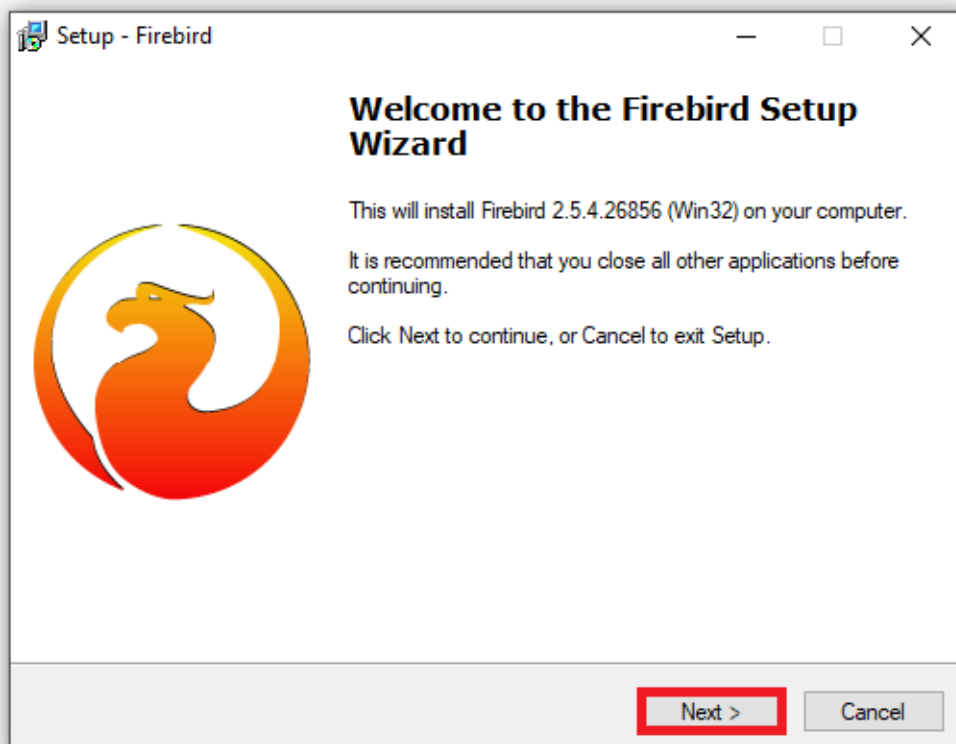 Setup - Firebird
Welcome to the Firebird Setup
Wizard
This will install Firebird 2.5.4.26856 (Win32) on your computer.
It is recommended that you close all other applications before
continuing.
Click Next to continue, or Cancel to exit Setup.
Next >
Cancel